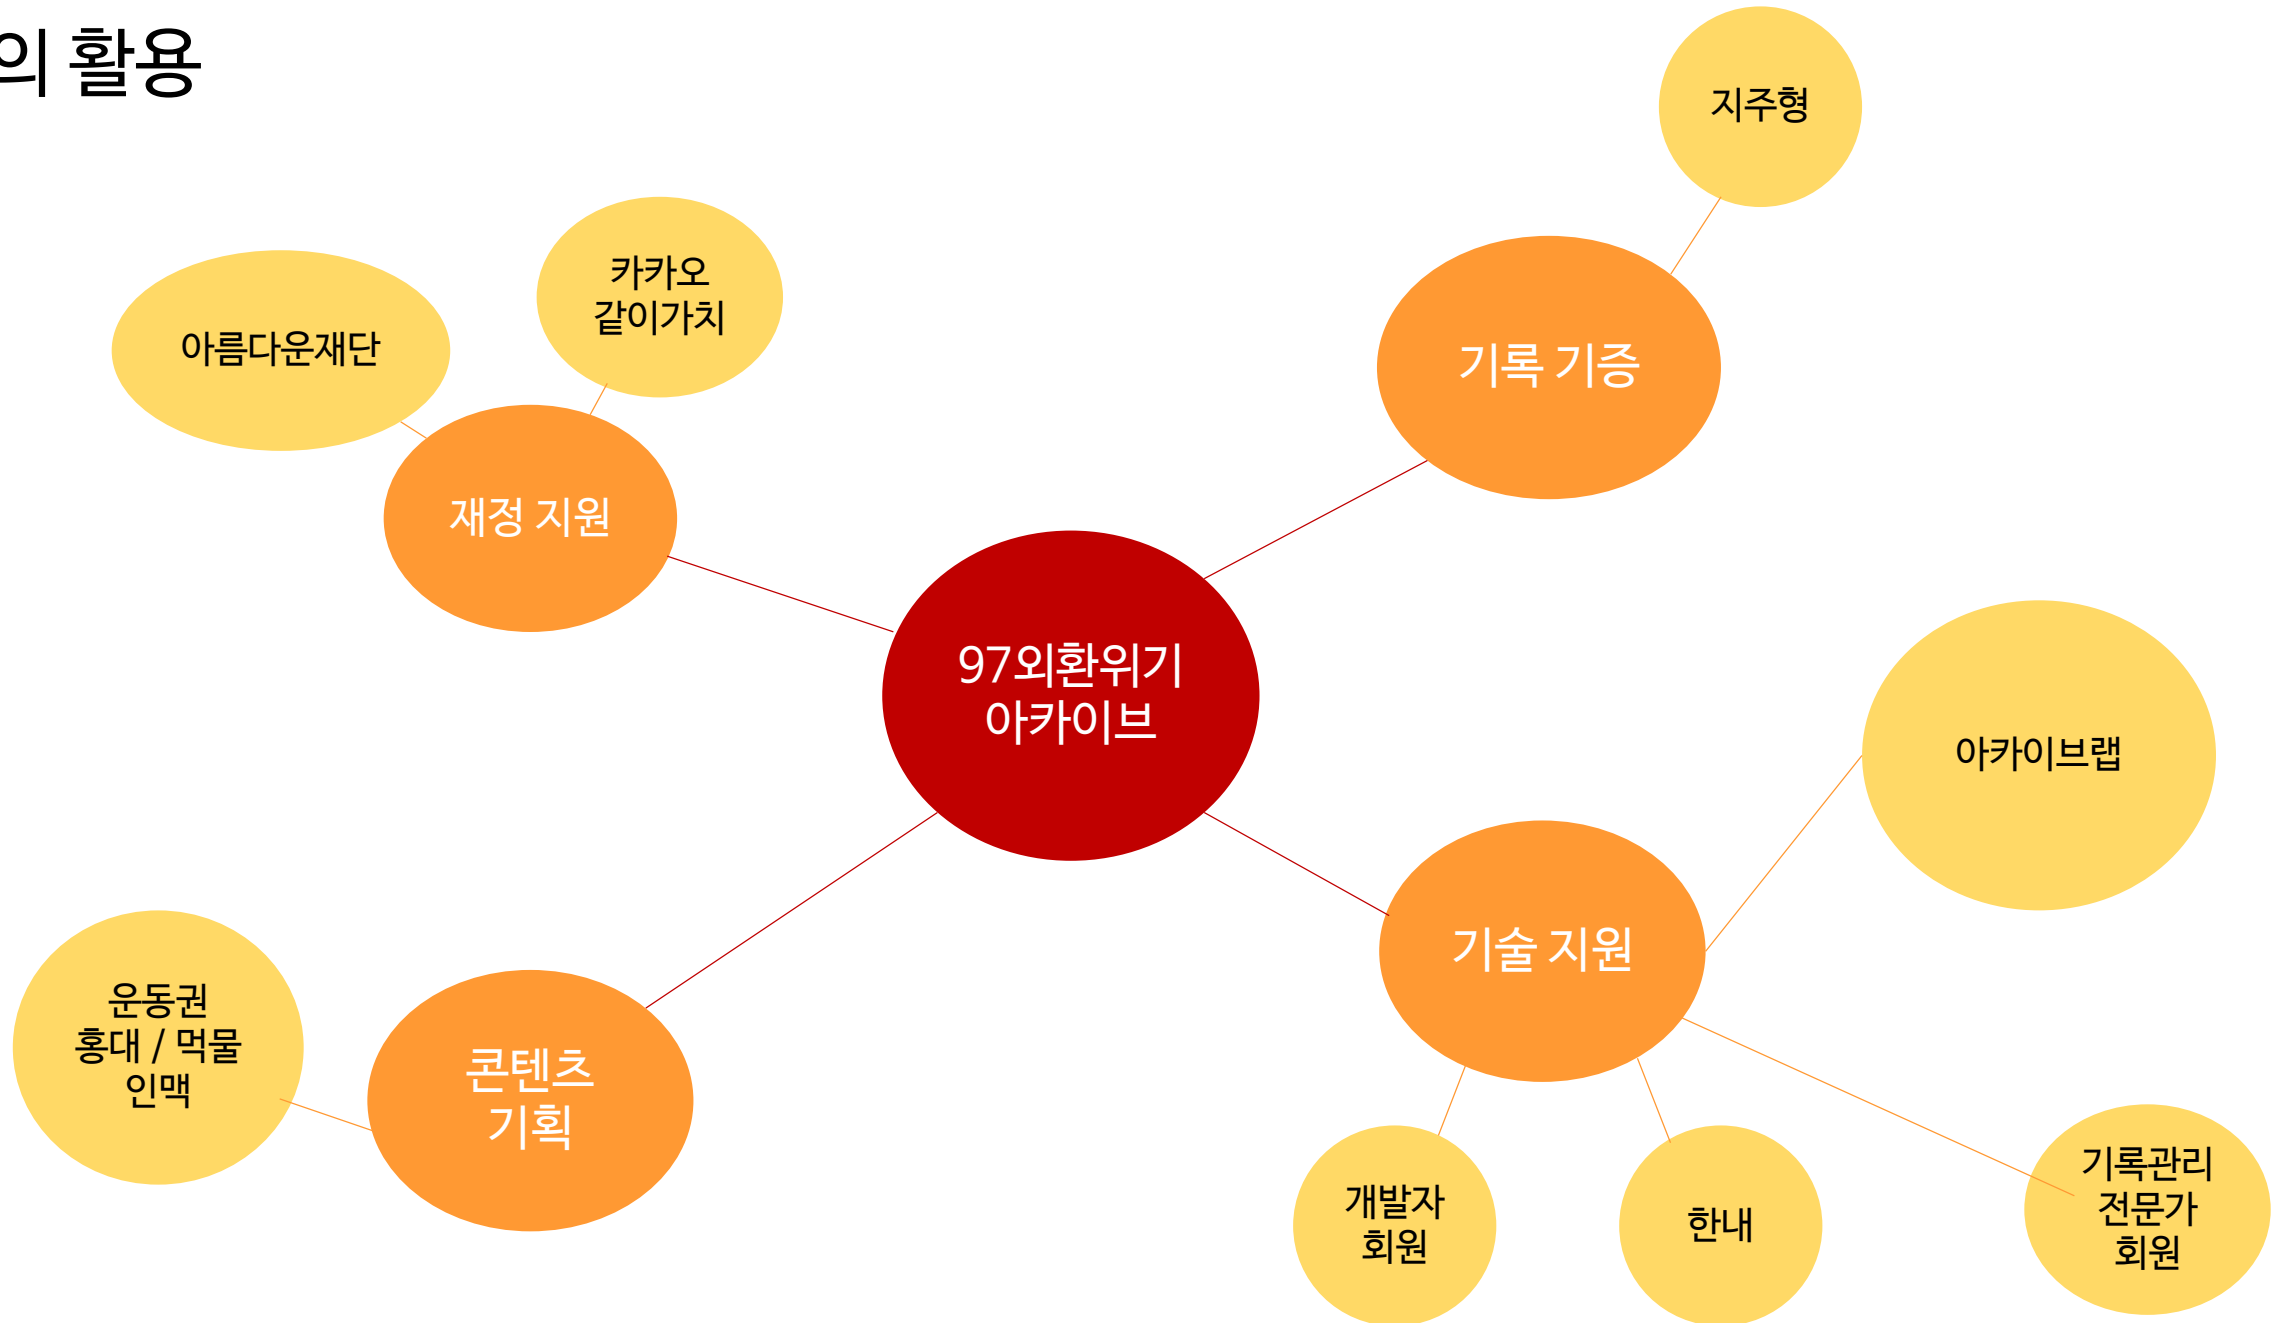 의 활용
지주형
카카오
같이가치
아름다운재단
기록 기증
재정 지원
97외환위기
아카이브
아카이브랩
기술 지원
운동권
홍대 / 먹물
인맥
콘텐츠
기획
개발자
회원
한내
기록관리
전문가
회원